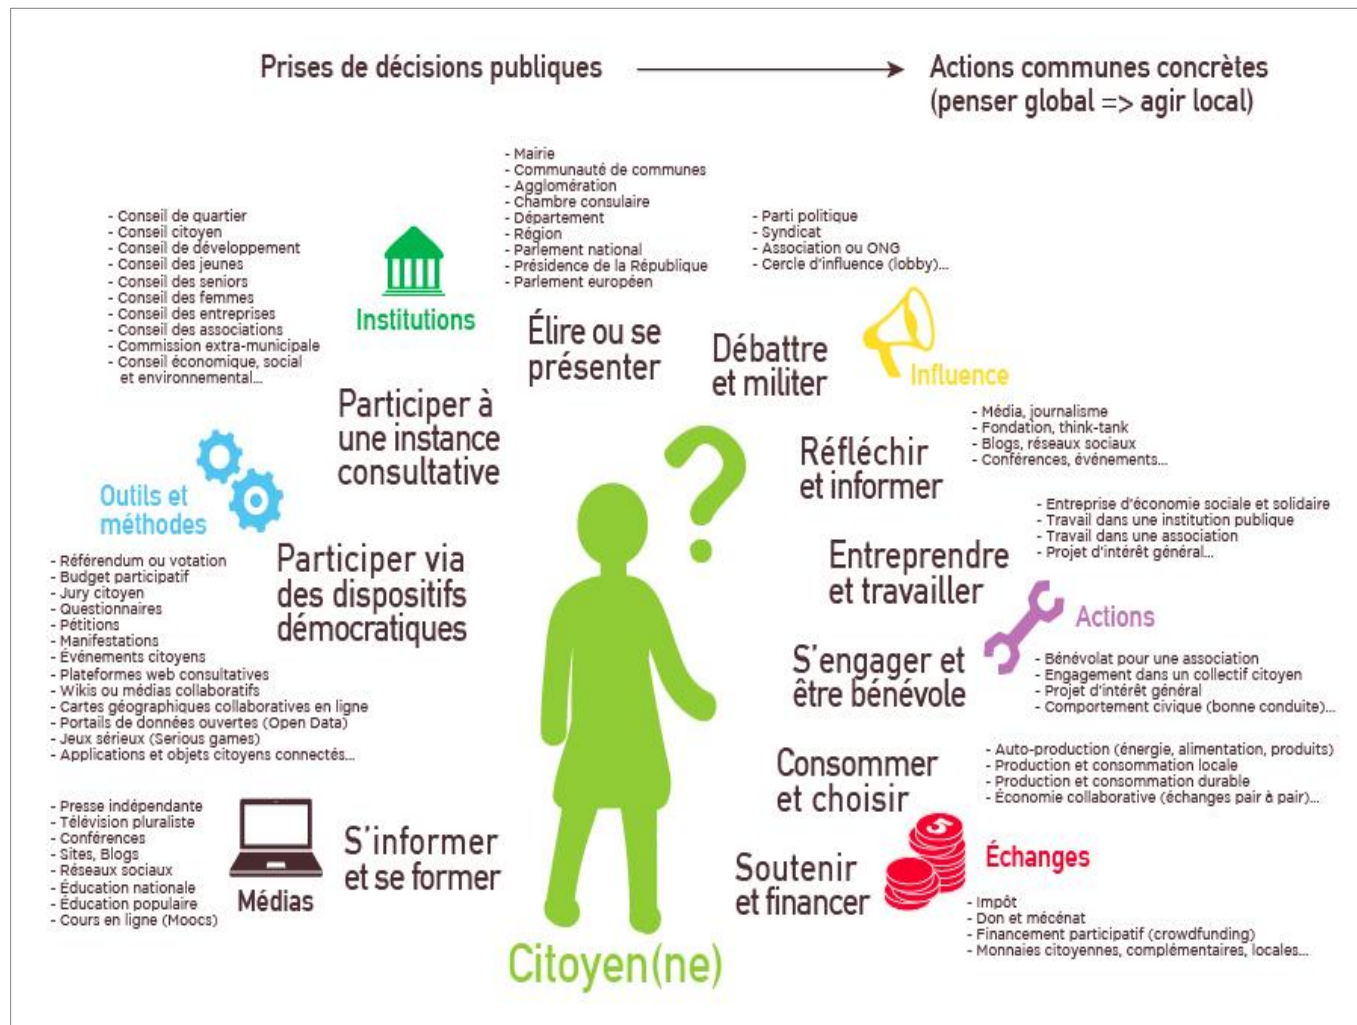 Prises de décisions publiques
Actions communes concrètes
(penser global => agir local)
- Mairie
- Communauté de communes
- Agglomération
- Chambre consulaire
- Département
- Région
- Parlement national
- Présidence de la République
- Parlement européen
Élire ou se
présenter
- Conseil de quartier
- Conseil citoyen
- Conseil de développement
- Conseil des jeunes
- Conseil des seniors
- Conseil des femmes
- Conseil des entreprises
- Conseil des associations
- Commission extra-municipale
- Conseil économique, social
et environnemental...
Institutions
Participer à
une instance
consultative
- Parti politique
- Syndicat
- Association ou ONG
- Cercle d'influence (lobby)...
Débattre
et militer
Influence
- Média, journalisme
- Fondation, think-tank
- Blogs, réseaux sociaux
- Conférences, événements...
Réfléchir
et informer
Outils et
méthodes
Participer via
des dispositifs
démocratiques
- Référendum ou votation
- Budget participatif
- Jury citoyen
- Questionnaires
- Pétitions
- Manifestations
- Événements citoyens
- Plateformes web consultatives
- Wikis ou médias collaboratifs
- Cartes géographiques collaboratives en ligne
- Portails de données ouvertes (Open Data)
- Jeux sérieux (Serious games)
- Applications et objets citoyens connectés...
- Entreprise d'économie sociale et solidaire
- Travail dans une institution publique
- Travail dans une association
- Projet d'intérêt général...
Entreprendre
et travailler
Actions
S'engager et
être bénévole
- Bénévolat pour une association
- Engagement dans un collectif citoyen
- Projet d'intérêt général
- Comportement civique (bonne conduite)...
Consommer
et choisir
- Auto-production (énergie, alimentation, produits)
- Production et consommation locale
- Production et consommation durable
- Économie collaborative (échanges pair à pair)...
- Presse indépendante
- Télévision pluraliste
- Conférences
- Sites, Blogs
- Réseaux sociaux
- Éducation nationale
- Éducation populaire
- Cours en ligne (Moocs)
Médias
S'informer
et se former
Soutenir
et financer
5
Échanges
- Impôt
- Don et mécénat
- Financement participatif (crowdfunding)
- Monnaies citoyennes, complémentaires, locales...
Citoyen(ne)